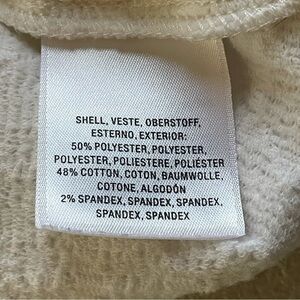 SHELL, VESTE, OBERSTOFF,
ESTERNO, EXTERIOR:
50% POLYESTER, POLYESTER,
POLYESTER, POLIESTERE, POLIÉSTER
48% COTTON, COTON, BAUMWOLLE,
COTONE, ALGODÓN
2% SPANDEX, SPANDEX, SPANDEX,
SPANDEX, SPANDEX